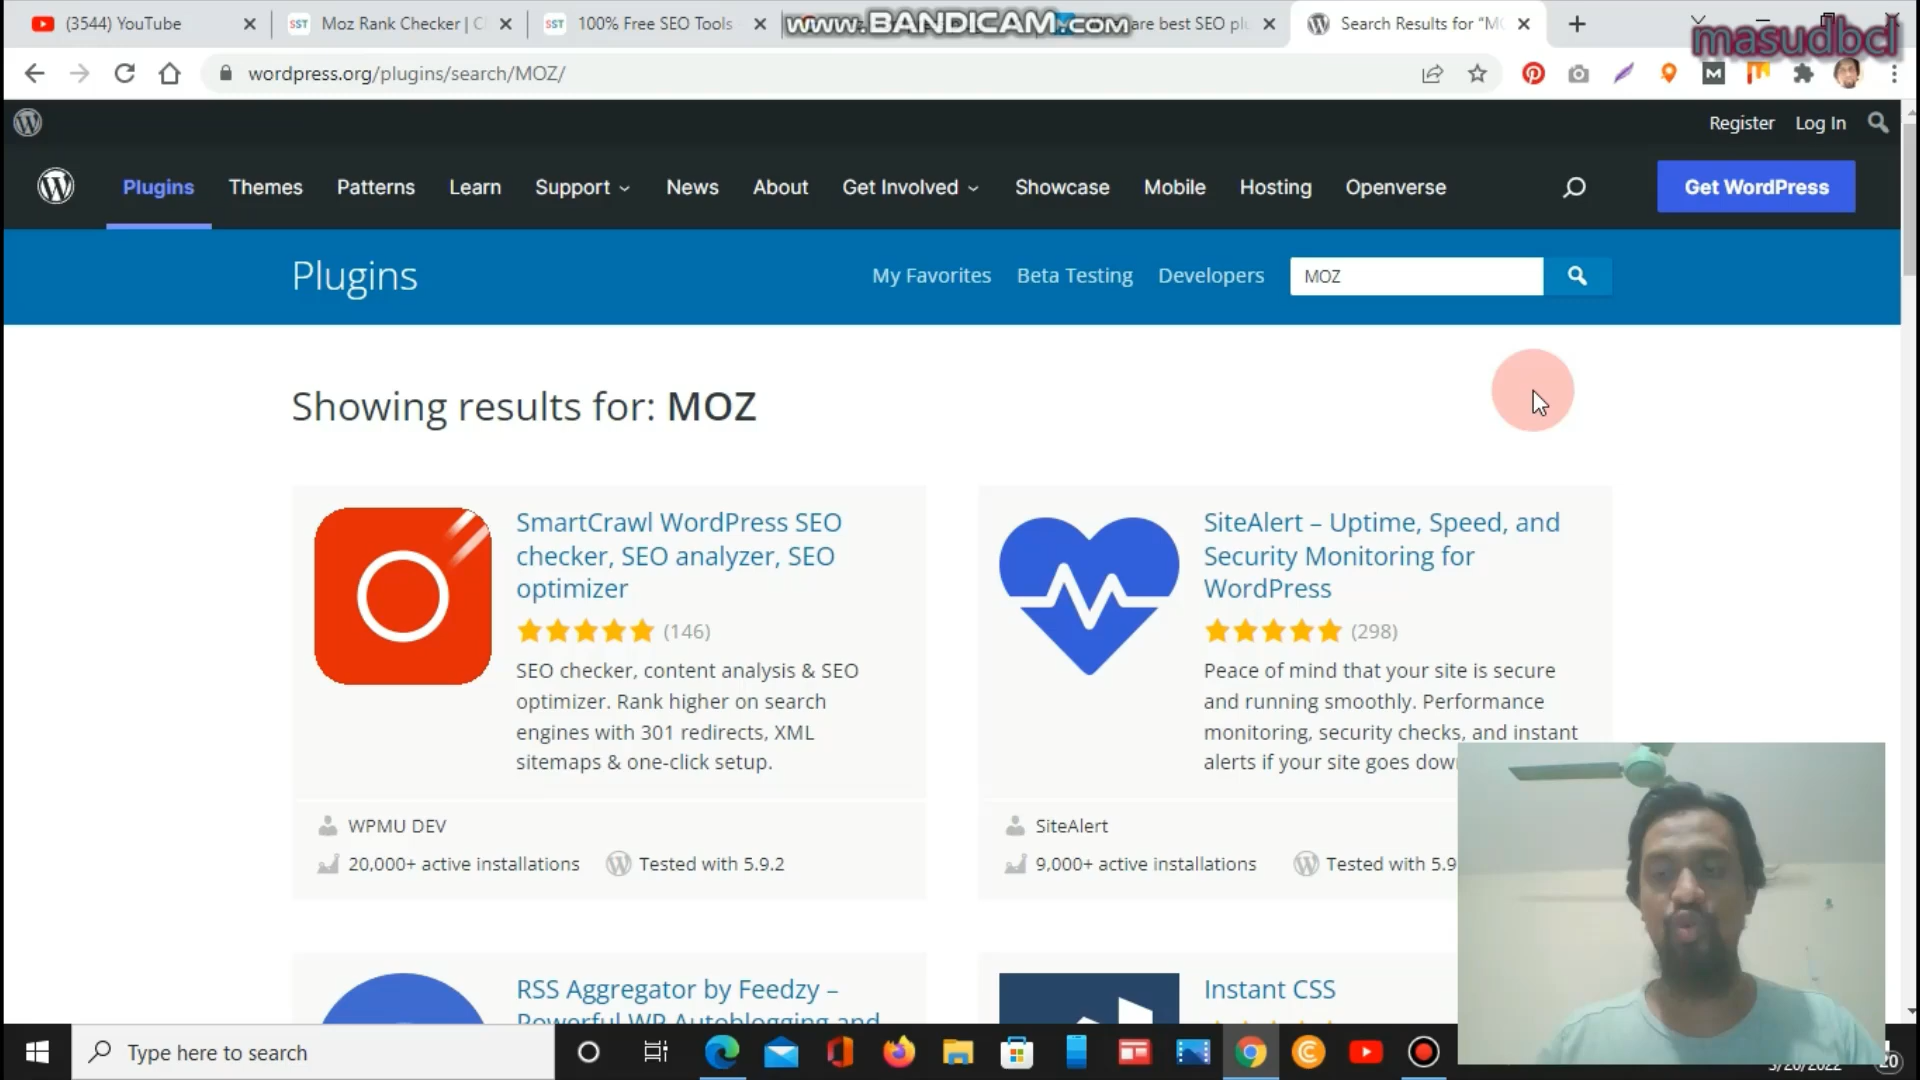 (3544) YouTube
Moz Rank Checker | C
100% Free SEO Tools
WWW.BANDICAM.COM
are best SEO pl
Search Results for “MO
masudbcl
wordpress.org/plugins/search/MOZ/
Register Log In
Plugins Themes Patterns Learn Support News About Get Involved Showcase Mobile Hosting Openverse Get WordPress
Plugins My Favorites Beta Testing Developers MOZ
Showing results for: MOZ
SmartCrawl WordPress SEO
checker, SEO analyzer, SEO
optimizer
(146)
SEO checker, content analysis & SEO
optimizer. Rank higher on search
engines with 301 redirects, XML
sitemaps & one-click setup.
WPMU DEV
20,000+ active installations Tested with 5.9.2
SiteAlert – Uptime, Speed, and
Security Monitoring for
WordPress
(298)
Peace of mind that your site is secure
and running smoothly. Performance
monitoring, security checks, and instant
alerts if your site goes dow
SiteAlert
9,000+ active installations Tested with 5.9
RSS Aggregator by Feedzy –
Powerful WP Autoblogging and
Instant CSS
Type here to search
20